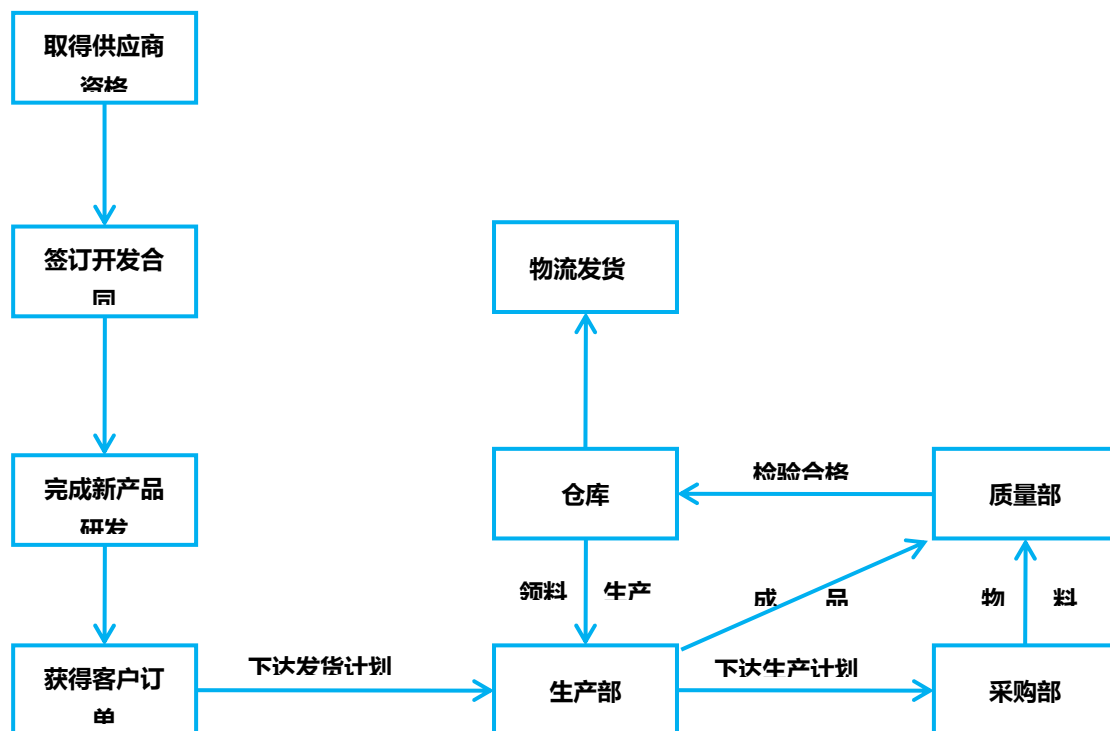 取得供应商
资格
签订开发合
同
物流发货
完成新产品
研发
仓库
检验合格
质量部
领料 生产
成 品
物 料
获得客户订
单
下达发货计划
生产部
下达生产计划
采购部